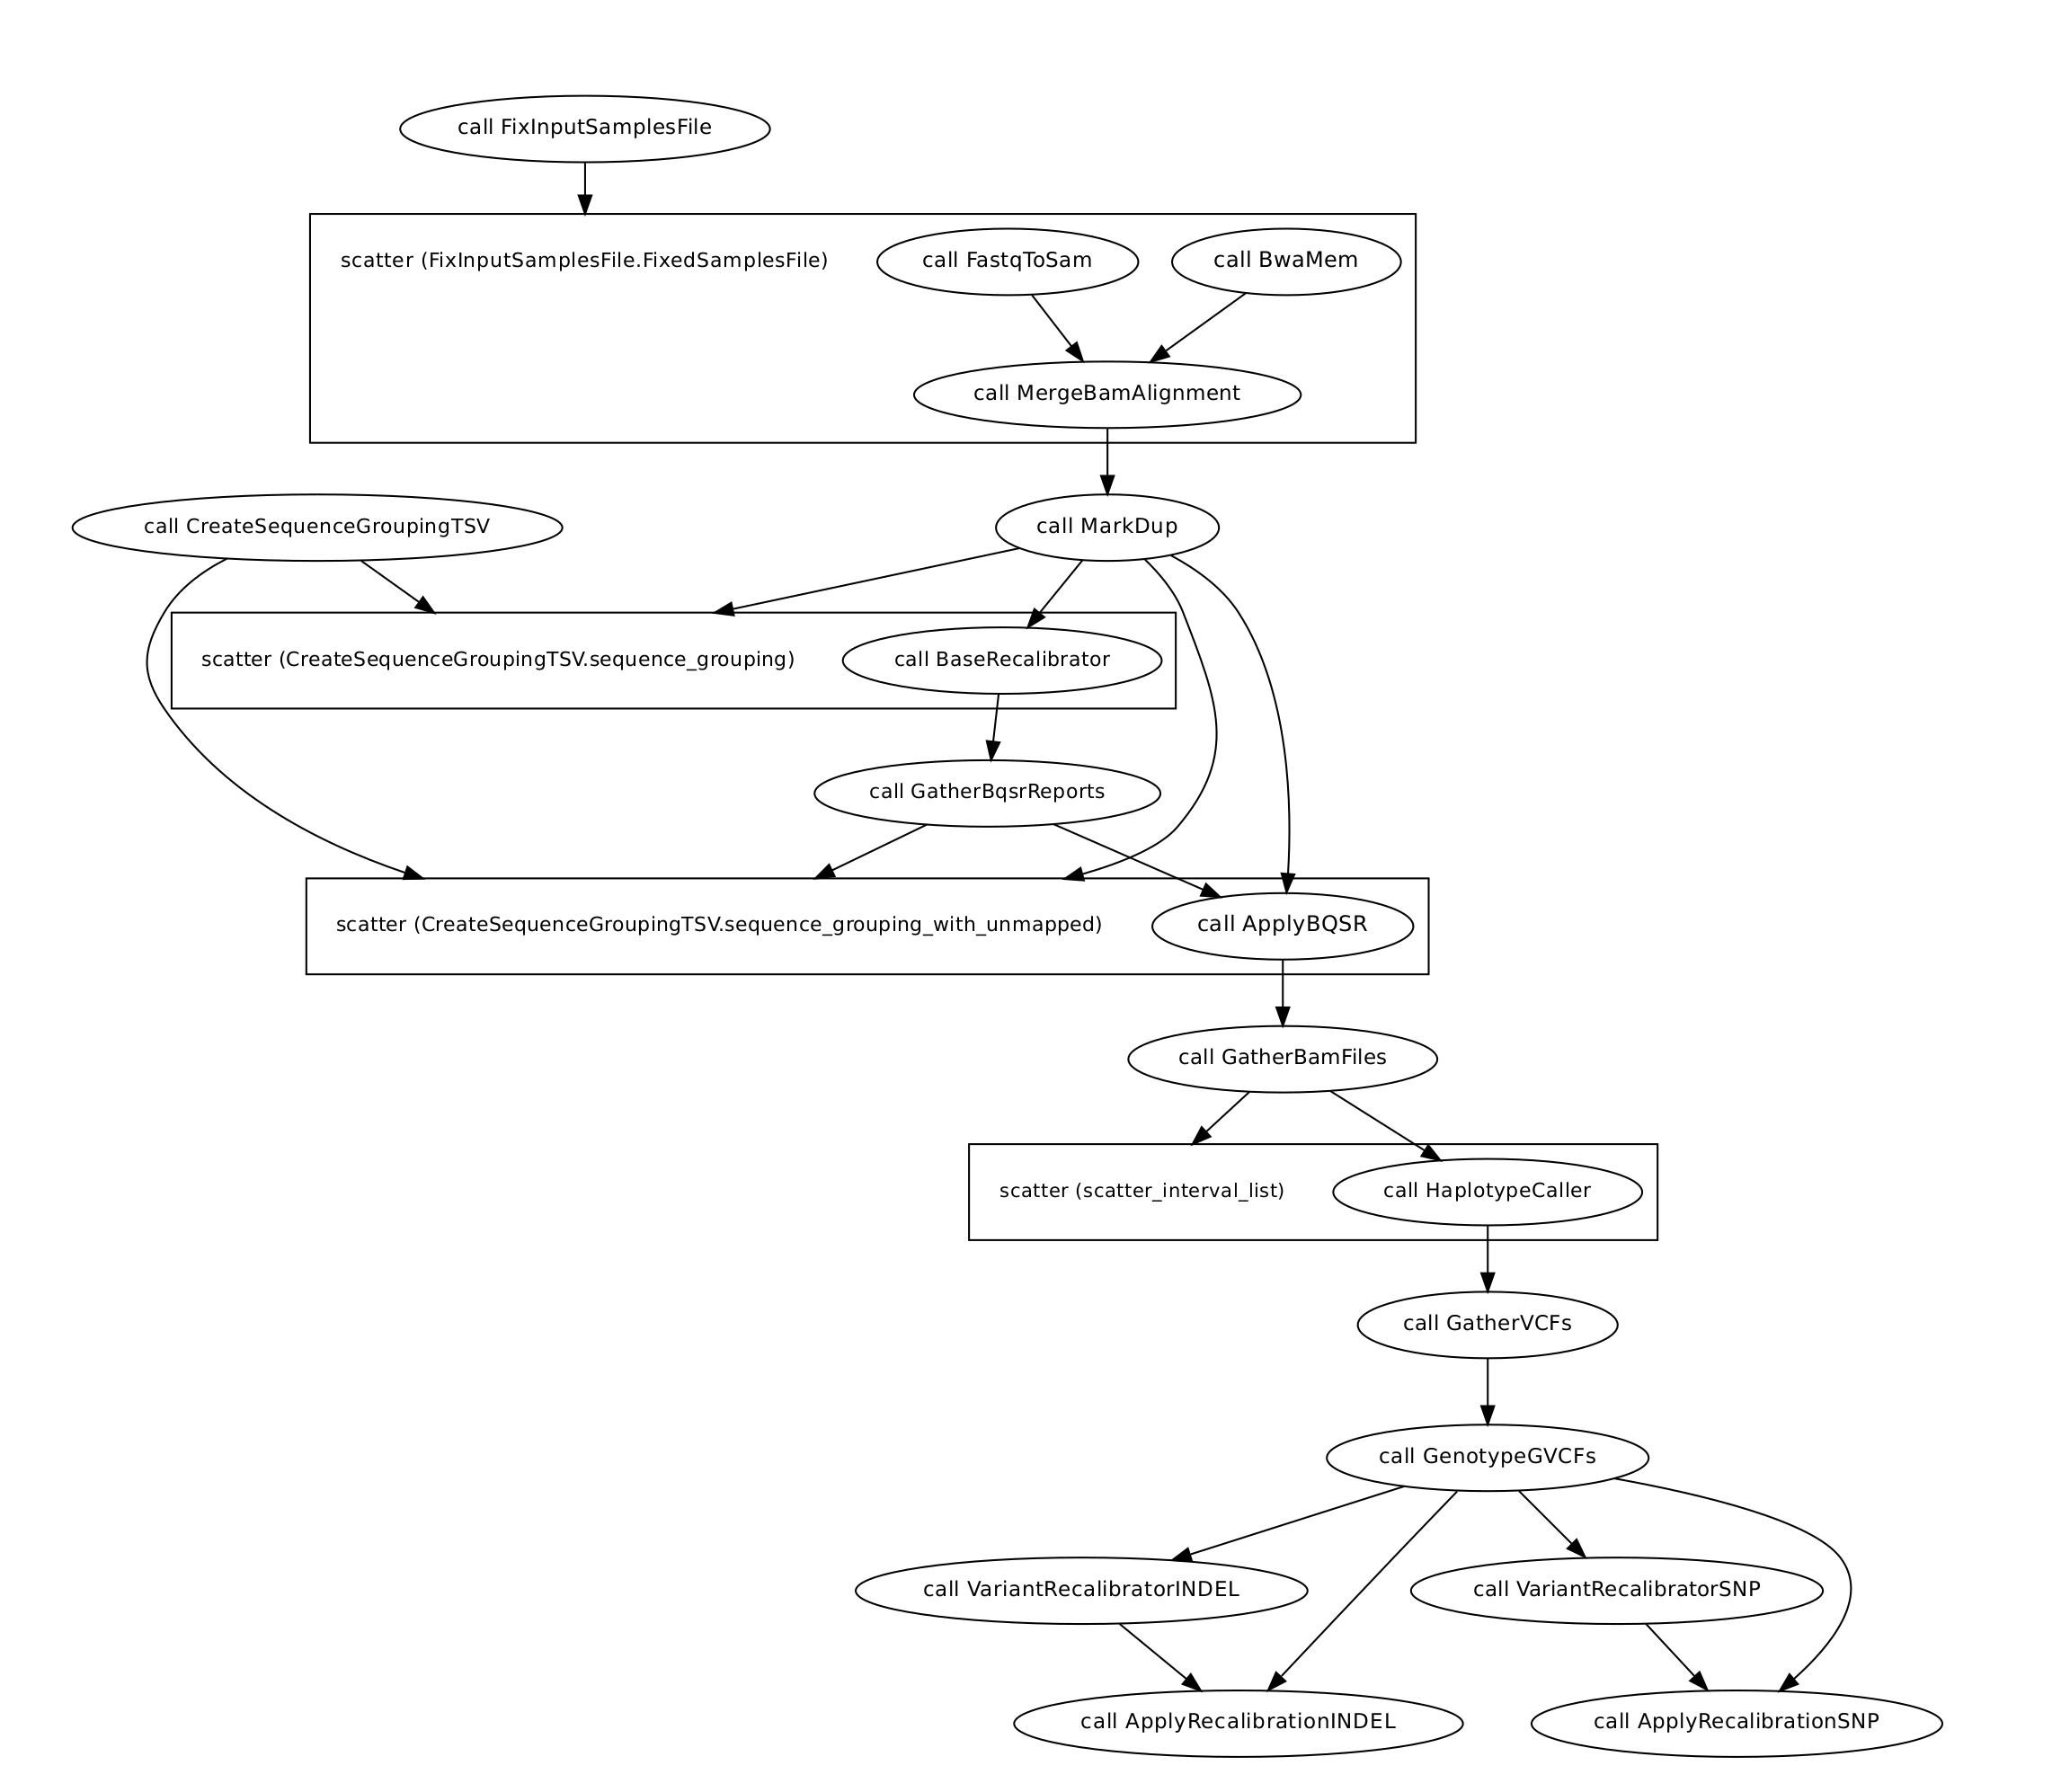 call FixInputSamplesFile
scatter (FixInputSamplesFile.FixedSamplesFile)
call FastqToSam
call BwaMem
call MergeBamAlignment
call CreateSequenceGroupingTSV
call MarkDup
scatter (CreateSequenceGroupingTSV.sequence_grouping)
call BaseRecalibrator
call GatherBqsrReports
scatter (CreateSequenceGroupingTSV.sequence_grouping_with_unmapped)
call ApplyBQSR
call GatherBamFiles
scatter (scatter_interval_list)
call HaplotypeCaller
call GatherVCFs
call GenotypeGVCFs
call VariantRecalibratorINDEL
call VariantRecalibratorSNP
call ApplyRecalibrationINDEL
call ApplyRecalibrationSNP